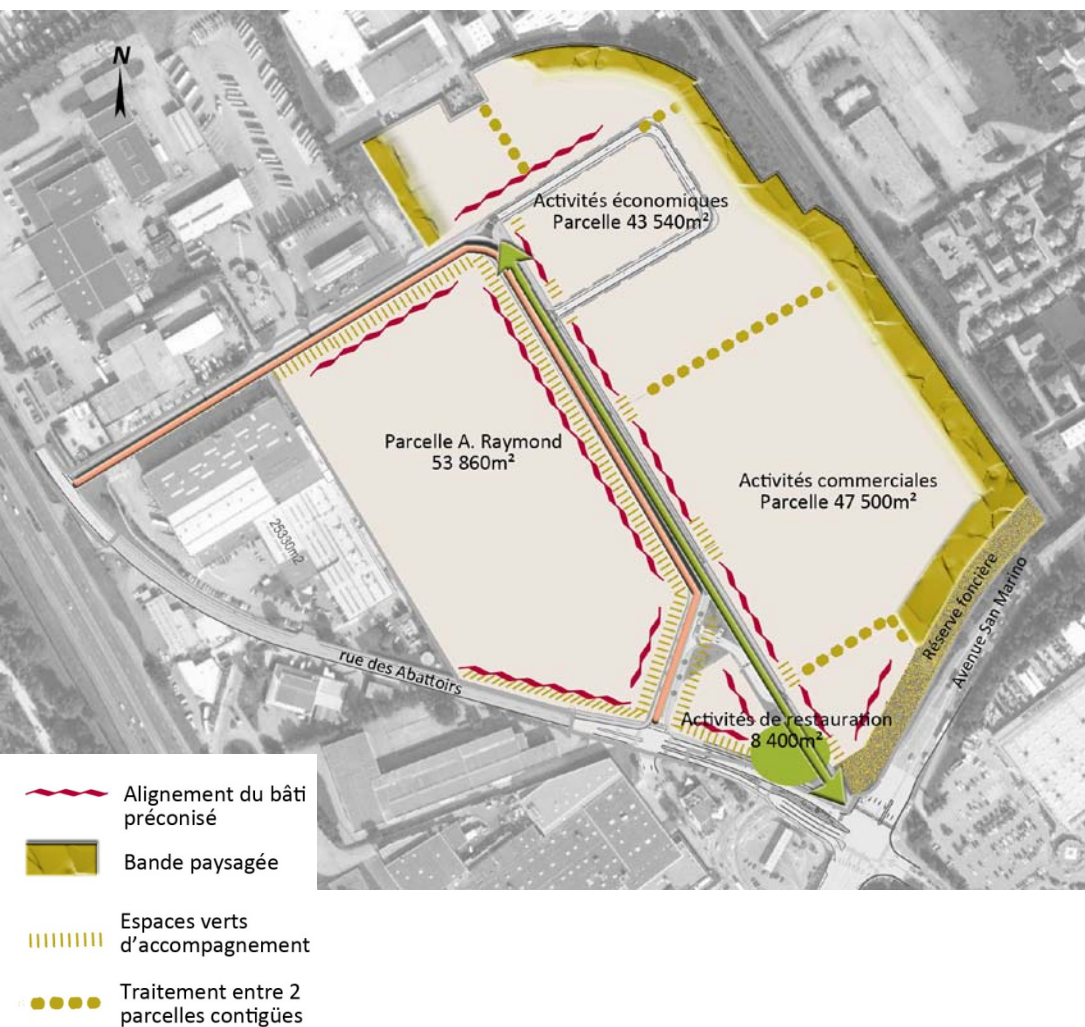 N
Activités économiques
Parcelle 43 540m²
Parcelle A. Raymond
53 860m²
Activités commerciales
Parcelle 47 500m²
25330m2
Réserve foncière
Avenue San Marino
rue des Abattoirs
Activités de restauration
8 400m²
Alignement du bâti
préconisé
Bande paysagée
Espaces verts
d'accompagnement
Traitement entre 2
parcelles contigües